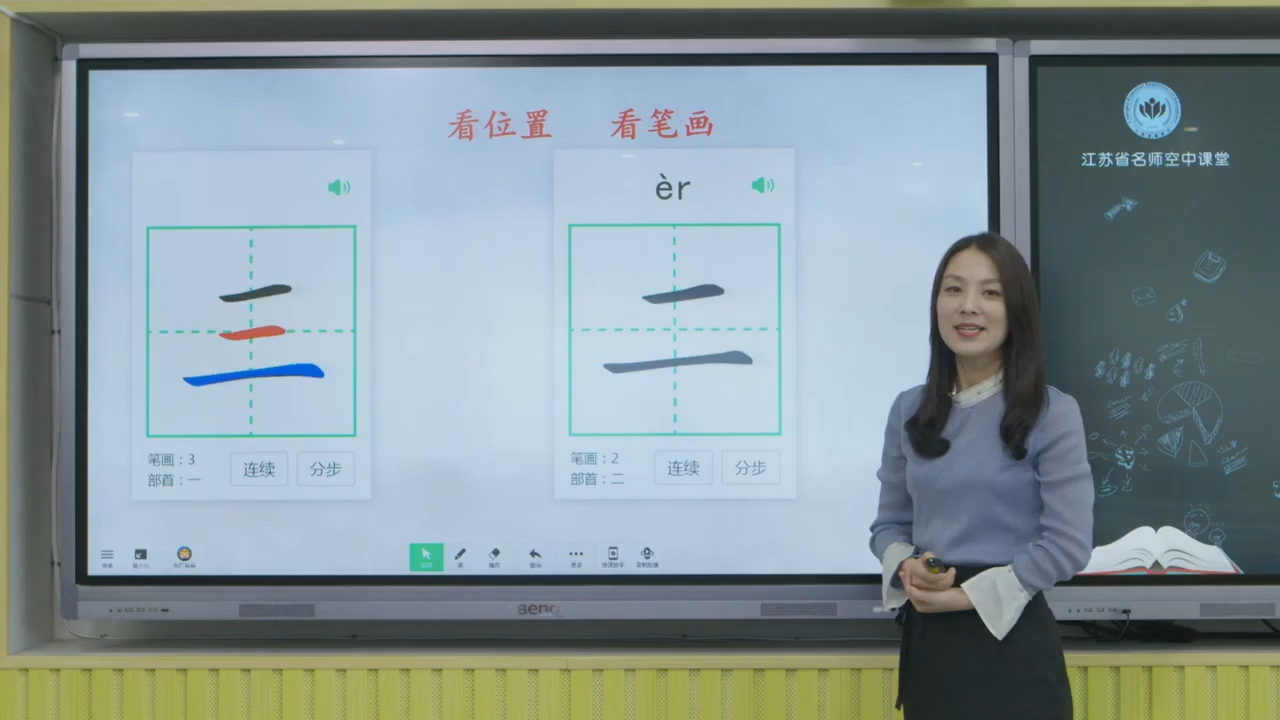 看位置 看笔画
èr
三
二
笔画：3
部首：一
连续
分步
笔画：2
部首：二
连续
分步
BenQ
江苏省名师空中课堂